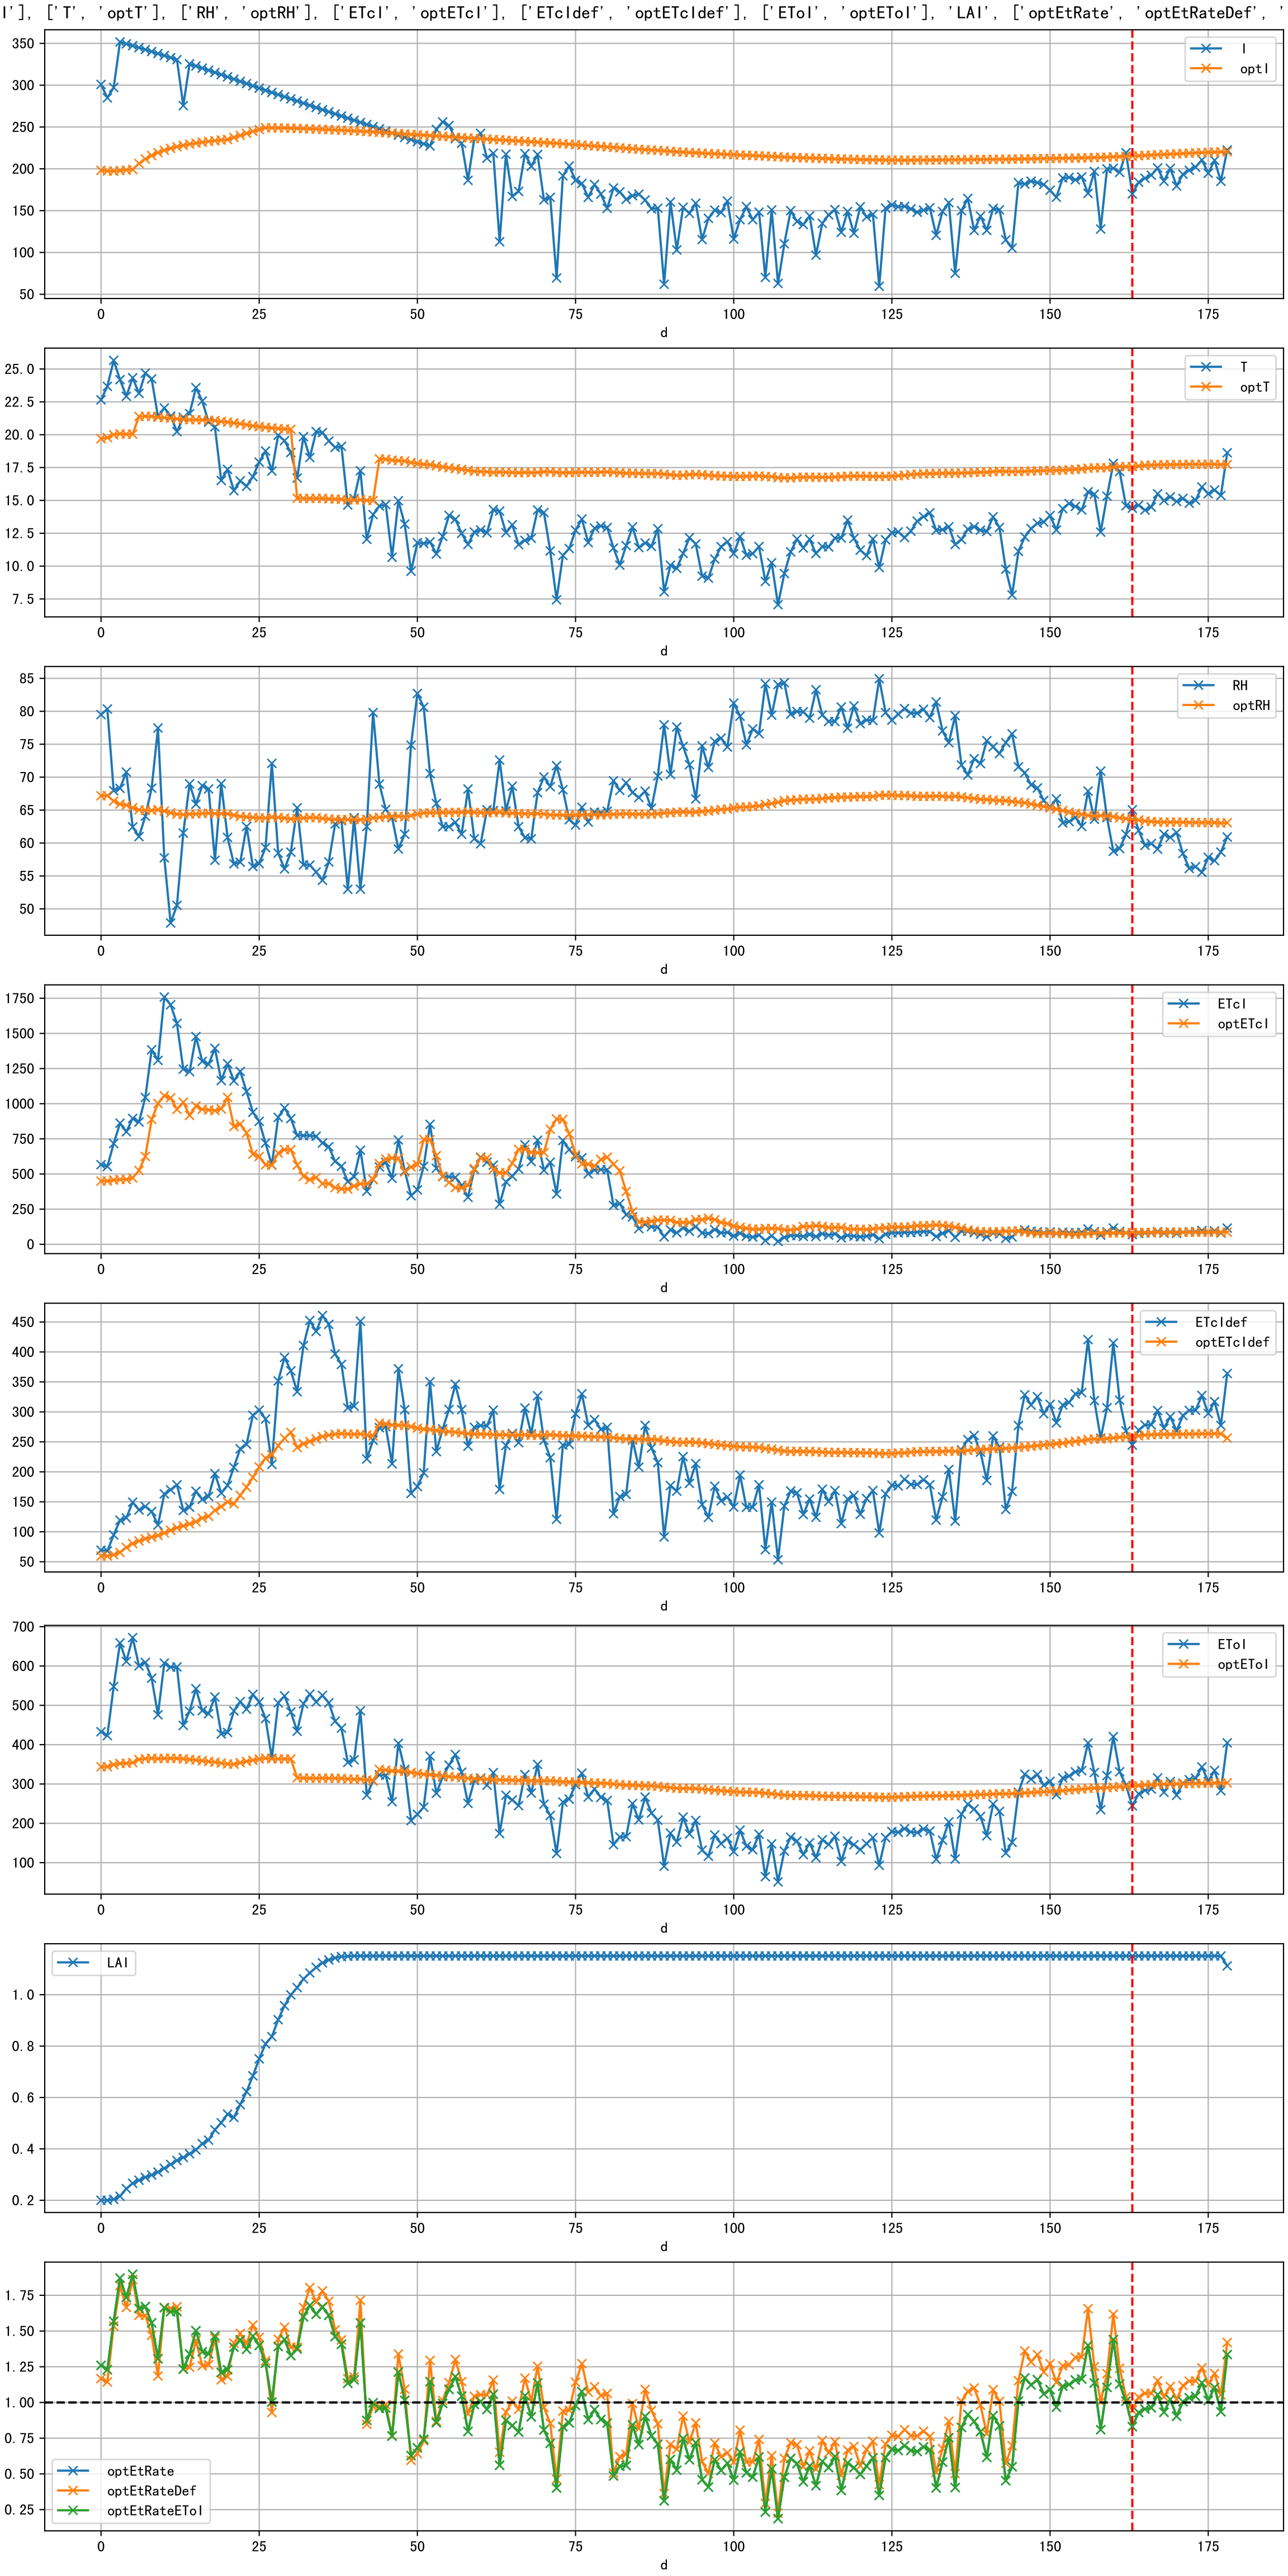 I'], ['T', 'optT'], ['RH', 'optRH'], ['ETcI', 'optETcI'], ['ETcIdef', 'optETcIdef'], ['EToI', 'optEToI'], 'LAI', ['optEtRate', 'optEtRateDef', '
350
300
250
200
150
100
50
I
optI
0 25 50 75 100 125 150 175
d
25.0
22.5
20.0
17.5
15.0
12.5
10.0
7.5
T
optT
0 25 50 75 100 125 150 175
d
85
80
75
70
65
60
55
50
RH
optRH
0 25 50 75 100 125 150 175
d
1750
1500
1250
1000
750
500
250
0
ETcI
optETcI
0 25 50 75 100 125 150 175
d
450
400
350
300
250
200
150
100
50
ETcIdef
optETcIdef
0 25 50 75 100 125 150 175
d
700
600
500
400
300
200
100
EToI
optEToI
0 25 50 75 100 125 150 175
d
1.0
0.8
0.6
0.4
0.2
LAI
0 25 50 75 100 125 150 175
d
1.75
1.50
1.25
1.00
0.75
0.50
0.25
optEtRate
optEtRateDef
optEtRateEToI
0 25 50 75 100 125 150 175
d